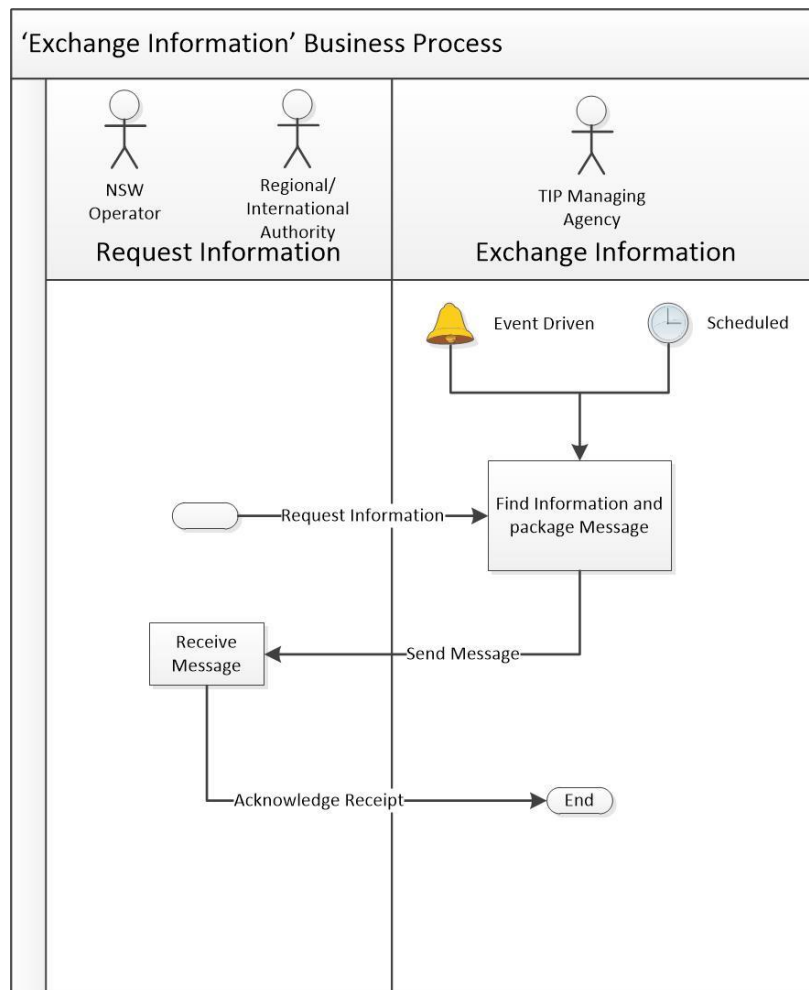 ‘Exchange Information’ Business Process
NSW
Operator
Regional/
International
Authority
TIP Managing
Agency
Request Information
Exchange Information
Event Driven
Scheduled
Request Information
Find Information and
package Message
Receive
Message
Send Message
Acknowledge Receipt
End